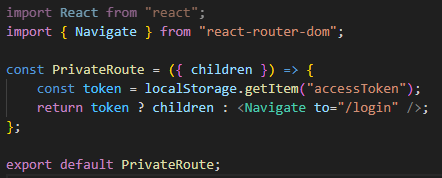 import React from "react";
import { Navigate } from "react-router-dom";

const PrivateRoute = ({ children }) => {
    const token = localStorage.getItem("accessToken");
    return token ? children : <Navigate to="/login" />;
};

export default PrivateRoute;